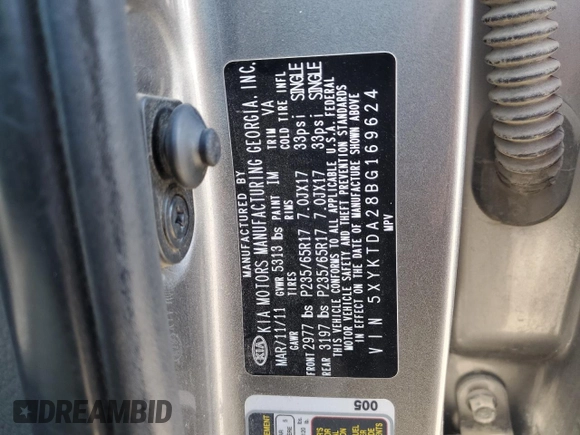 MANUFACTURED BY
KIA KIA MOTORS MANUFACTURING GEORGIA, INC.
MAR/11/11 GVWR 5313 lbs PAINT IM TRIM VA
GAWR TIRES RIMS COLD TIRE INFL
FRONT 2977 lbs P235/65R17 7.0JX17 33psi SINGLE
REAR 3197 lbs P235/65R17 7.0JX17 33psi SINGLE
THIS VEHICLE CONFORMS TO ALL APPLICABLE U.S.A. FEDERAL
MOTOR VEHICLE SAFETY AND THEFT PREVENTION STANDARDS
IN EFFECT ON THE DATE OF MANUFACTURE SHOWN ABOVE
VIN 5XYKTDA28BG169624
MPV
005
DREAMBID